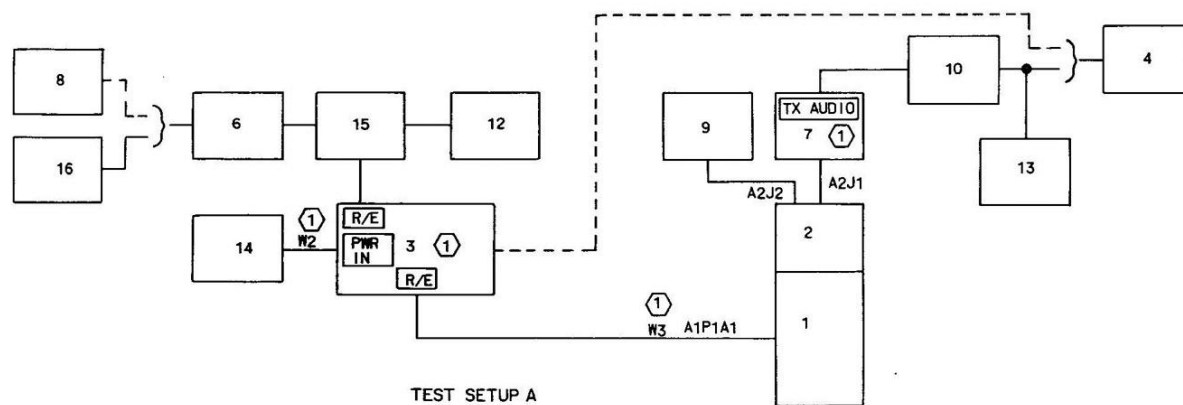 8
16
6
15
12
14
1
W2
R/E
PWR
IN
3
1
R/E
9
TX AUDIO
7
1
10
4
13
A2J2
A2J1
2
1
1
W3 A1P1A1
TEST SETUP A